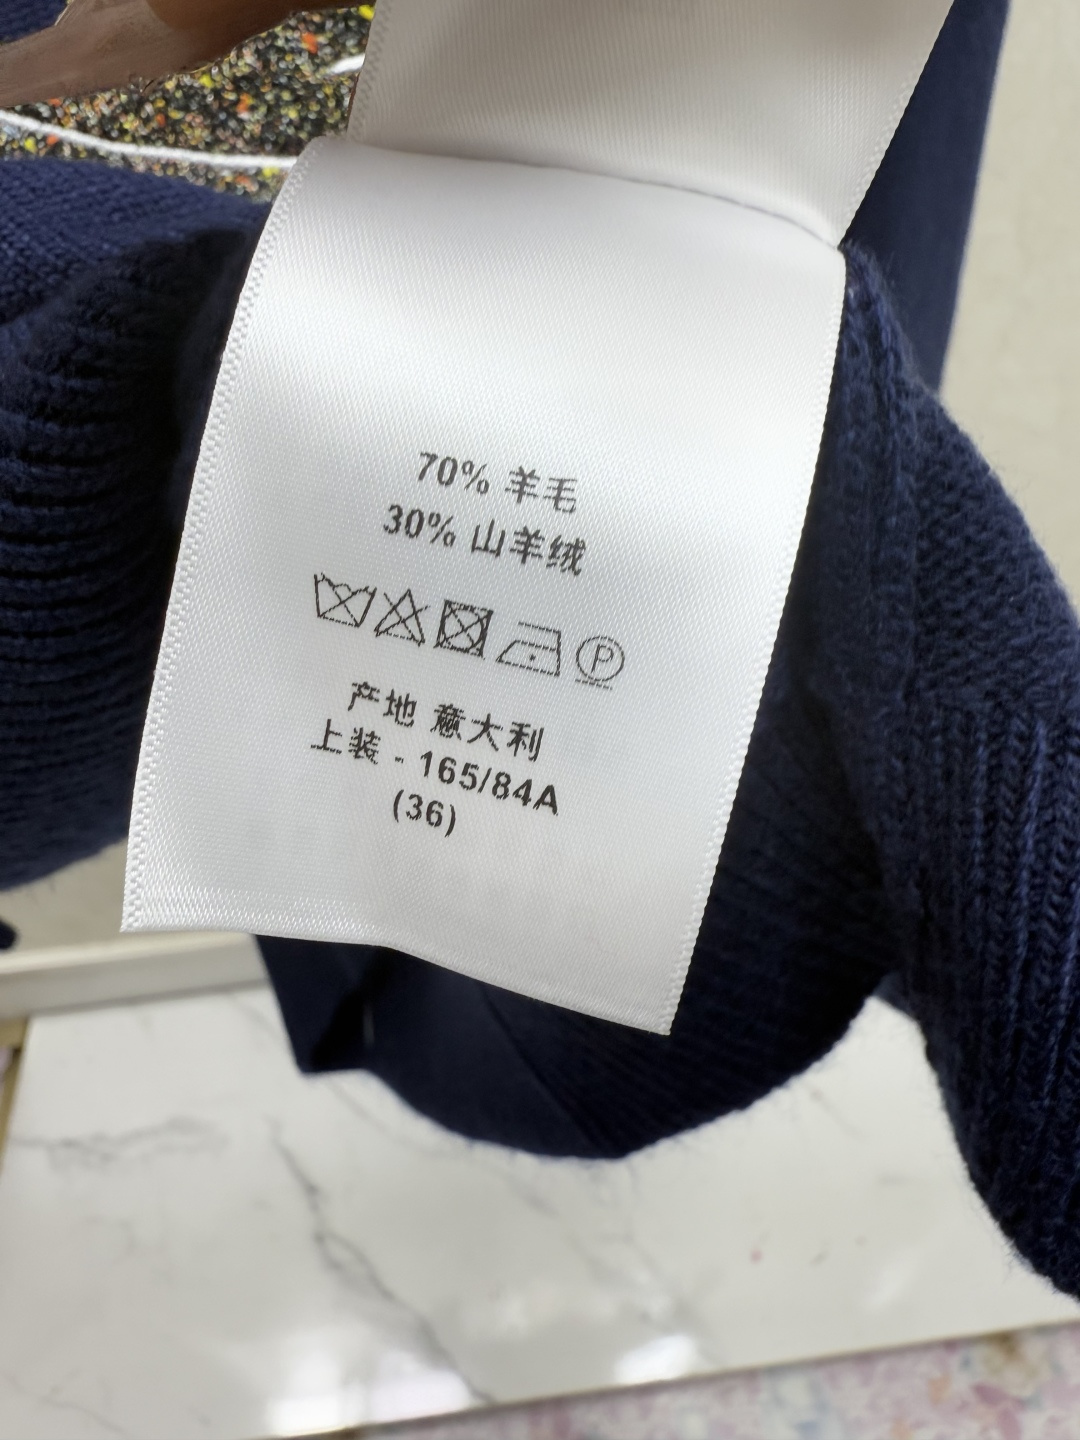 70% 羊毛
30% 山羊绒
P
产地 意大利
上装 - 165/84A
(36)